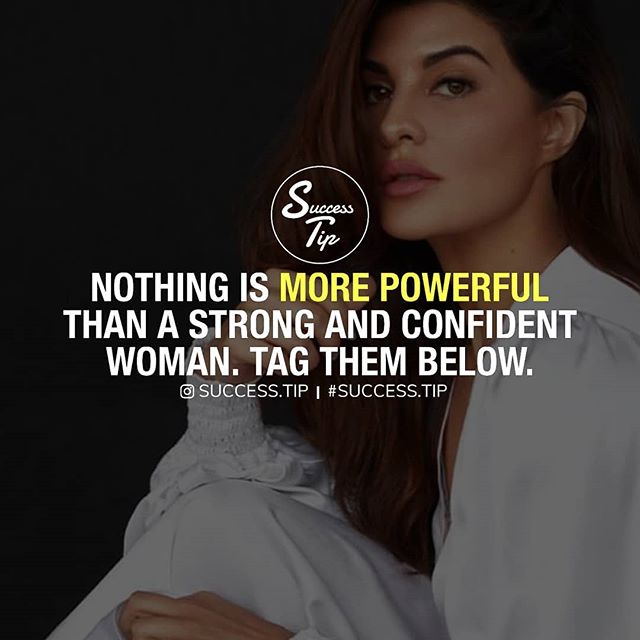 Success
Tip
NOTHING IS MORE POWERFUL
THAN A STRONG AND CONFIDENT
WOMAN. TAG THEM BELOW.
SUCCESS.TIP | #SUCCESS.TIP